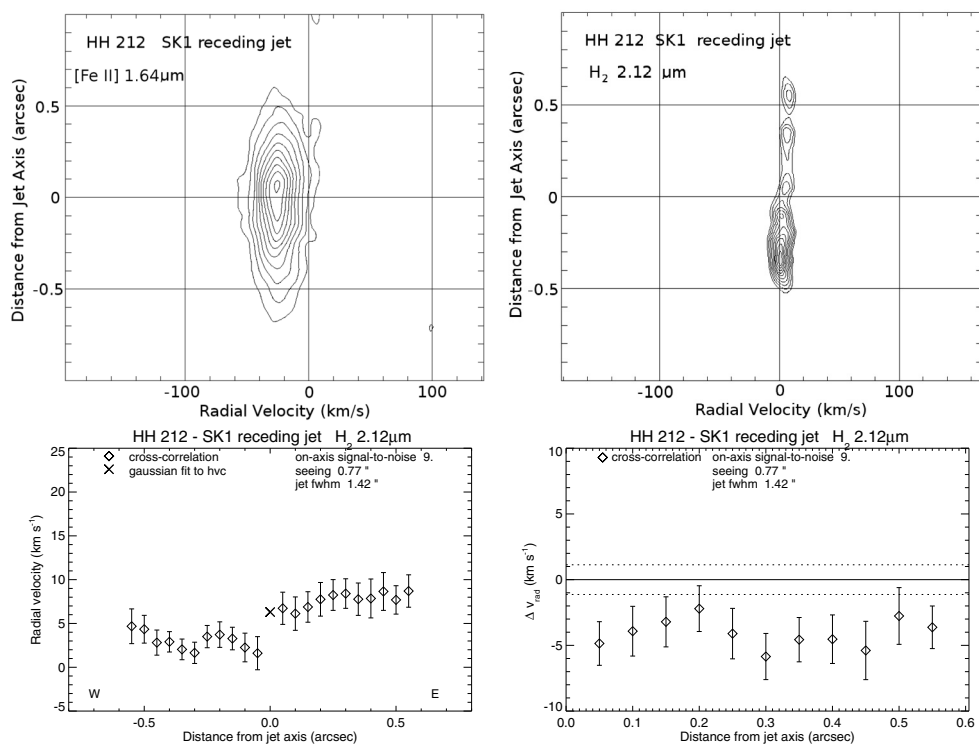 HH 212 SK1 receding jet
[Fe II] 1.64μm
Distance from Jet Axis (arcsec)
0.5
0
-0.5
-100
0
100
Radial Velocity (km/s)
HH 212 SK1 receding jet
H2 2.12 μm
Distance from Jet Axis (arcsec)
0.5
0
-0.5
-100
0
100
Radial Velocity (km/s)
HH 212 - SK1 receding jet H2 2.12μm
cross-correlation
gaussian fit to hvc
on-axis signal-to-noise 9.
seeing 0.77 "
jet fwhm 1.42 "
Radial velocity (km s-1)
25
20
15
10
5
0
-5
W
E
-0.5
0.0
0.5
Distance from jet axis (arcsec)
HH 212 - SK1 receding jet H2 2.12μm
cross-correlation
on-axis signal-to-noise 9.
seeing 0.77 "
jet fwhm 1.42 "
Δ vrad (km s-1)
10
5
0
-5
-10
0.0
0.1
0.2
0.3
0.4
0.5
0.6
Distance from jet axis (arcsec)